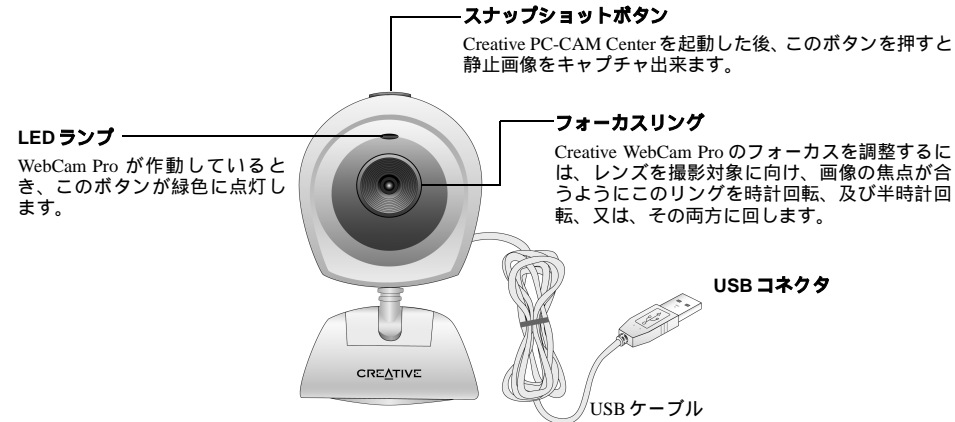 スナップショットボタン
Creative PC-CAM Center を起動した後、このボタンを押すと
静止画像をキャプチャ出来ます。
LED ランプ
WebCam Pro が作動していると
き、このボタンが緑色に点灯し
ます。
フォーカスリング
Creative WebCam Pro のフォーカスを調整するに
は、レンズを撮影対象に向け、画像の焦点が合
うようにこのリングを時計回転、及び半時計回
転、又は、その両方に回します。
USB コネクタ
CREATIVE
USB ケーブル